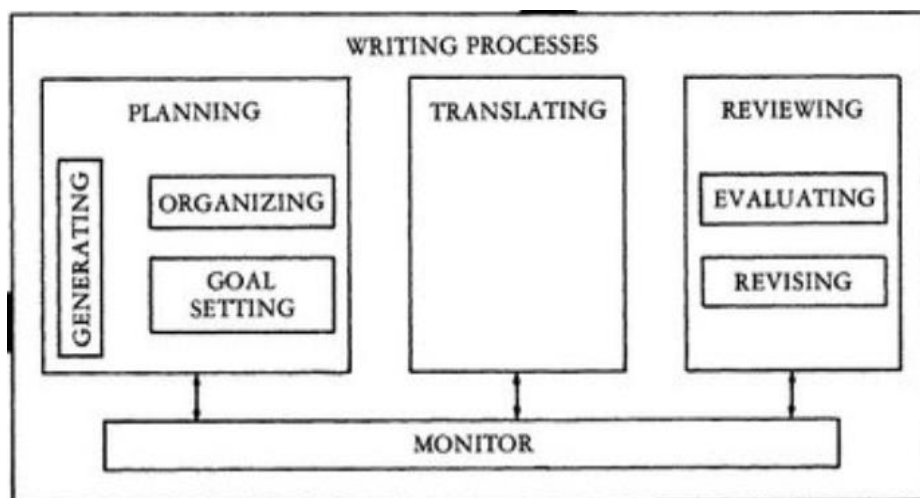 WRITING PROCESSES
PLANNING
GENERATING
ORGANIZING
GOAL
SETTING
TRANSLATING
REVIEWING
EVALUATING
REVISING
MONITOR